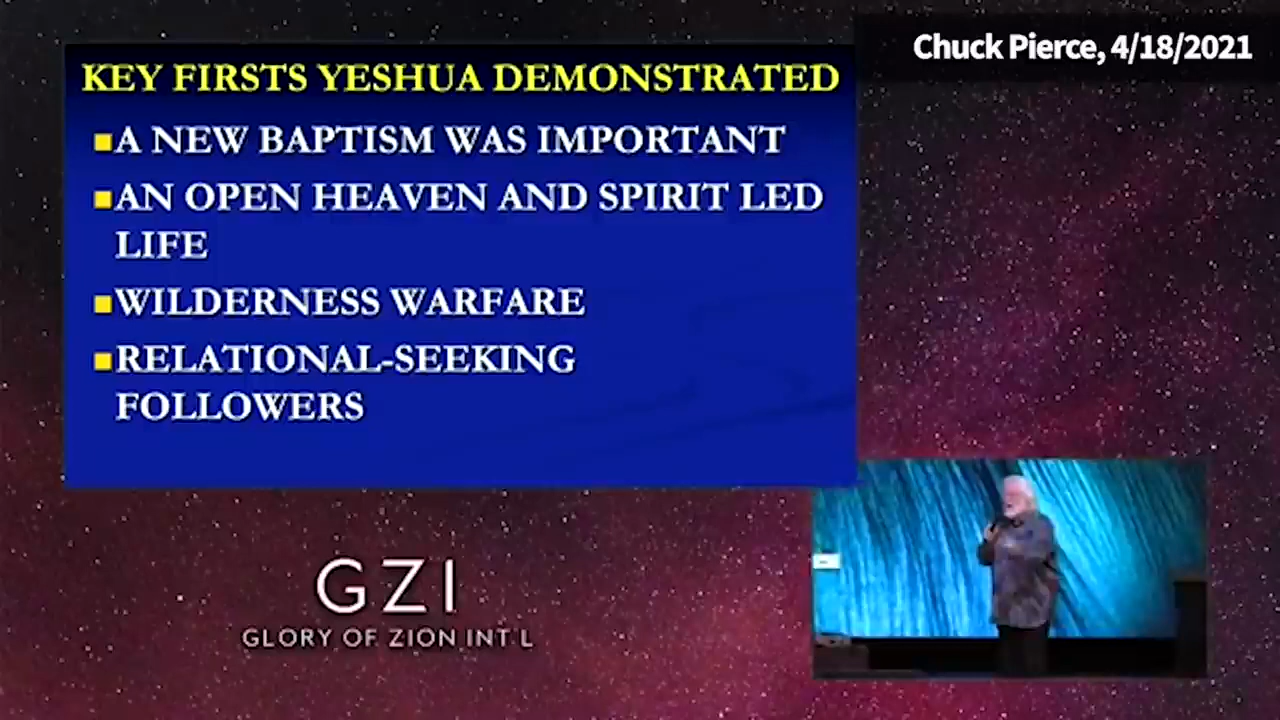 Chuck Pierce, 4/18/2021
KEY FIRSTS YESHUA DEMONSTRATED
A NEW BAPTISM WAS IMPORTANT
AN OPEN HEAVEN AND SPIRIT LED
LIFE
WILDERNESS WARFARE
RELATIONAL-SEEKING
FOLLOWERS
GZI
GLORY OF ZION INT'L